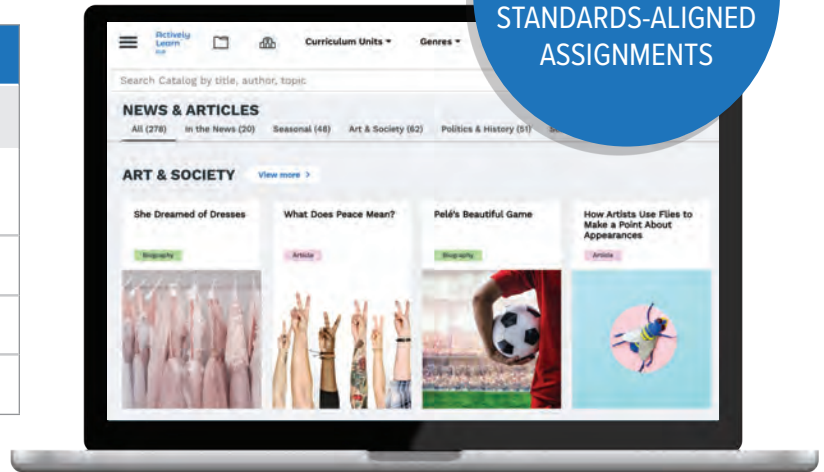 STANDARDS-ALIGNED
ASSIGNMENTS
Actively
Learn
Curriculum Units
Genres
Search Catalog by title, author, topic
NEWS & ARTICLES
All (278) In the News (20) Seasonal (48) Art & Society (62) Politics & History (51)
ART & SOCIETY View more >
She Dreamed of Dresses
Biography
What Does Peace Mean?
Article
Pelé's Beautiful Game
Biography
How Artists Use Flies to
Make a Point About
Appearances
Article